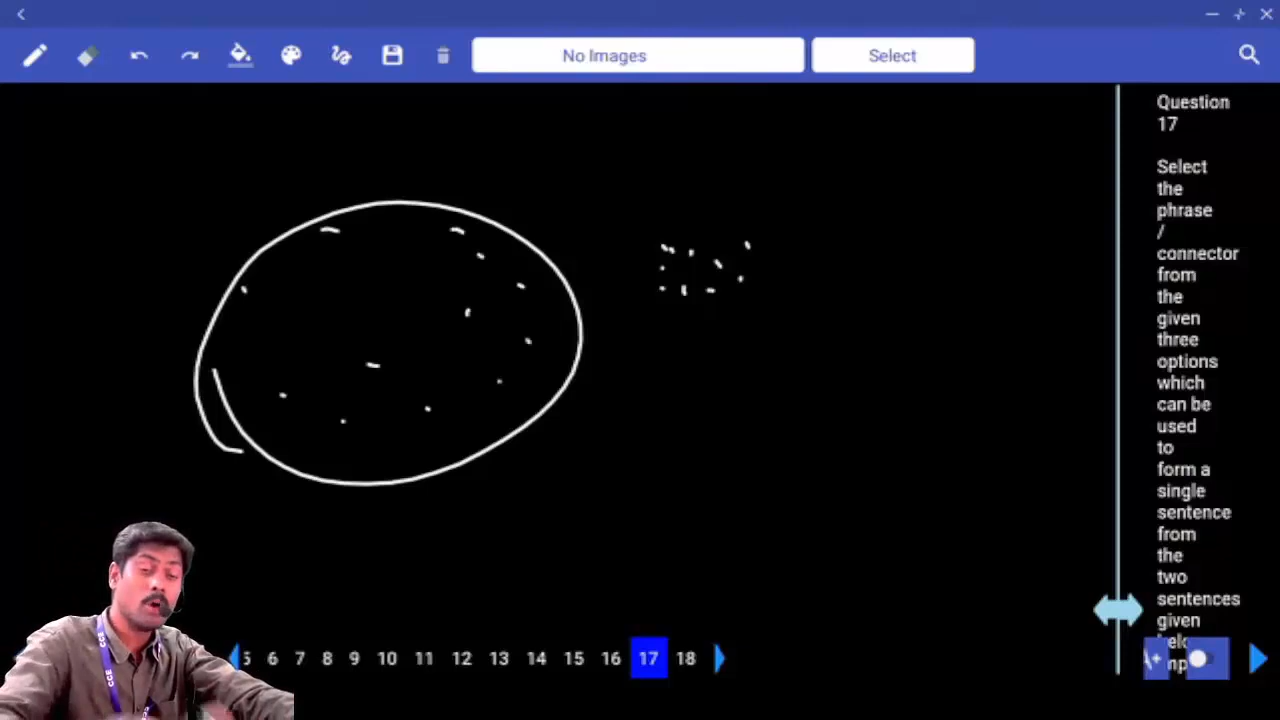 No Images
Select
Question
17
Select
the
phrase
/
connector
from
the
given
three
options
which
can be
used
to
form a
single
sentence
from
the
two
sentences
given
6 7 8 9 10 11 12 13 14 15 16 17 18
CCE